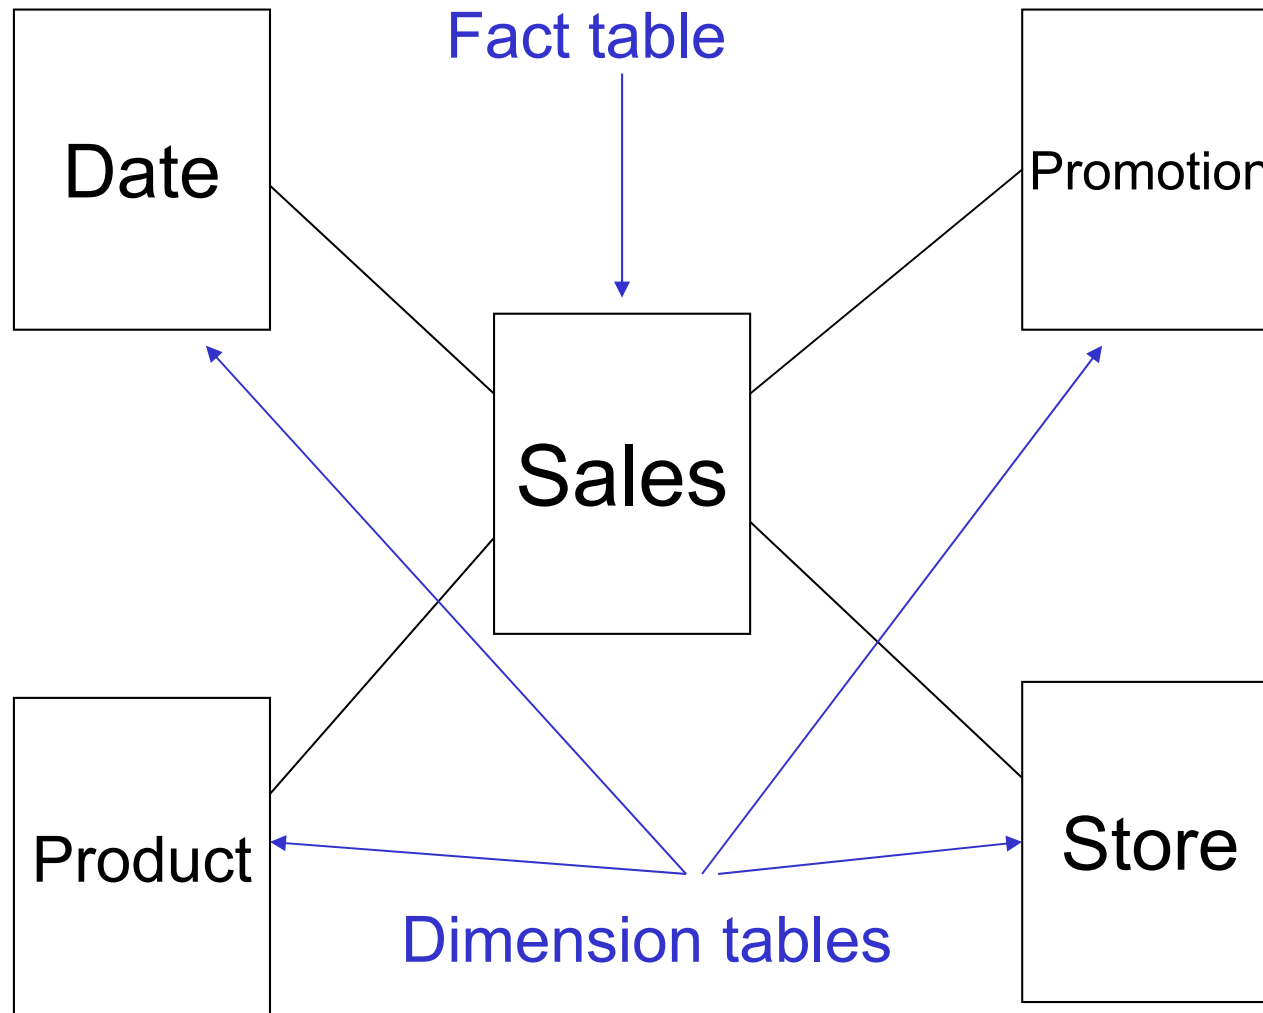 Fact table
Date
Promotion
Sales
Product
Store
Dimension tables